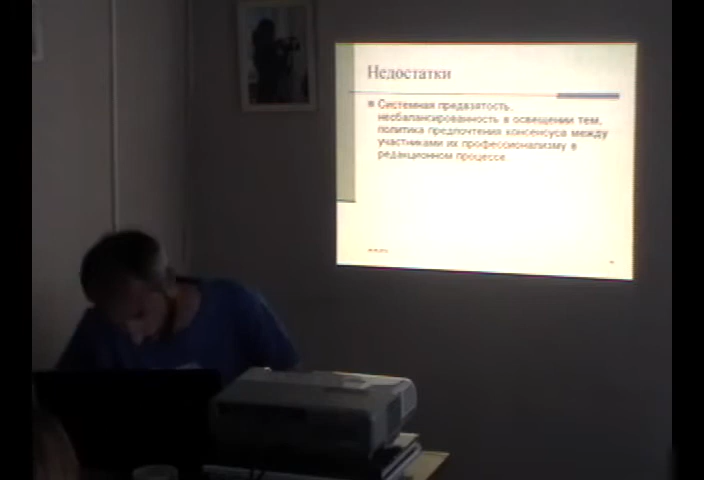 Недостатки
Системная предвзятость,
несбалансированность в освещении тем,
политика предпочтения консенсуса между
участниками их профессионализму в
редакционном процессе.